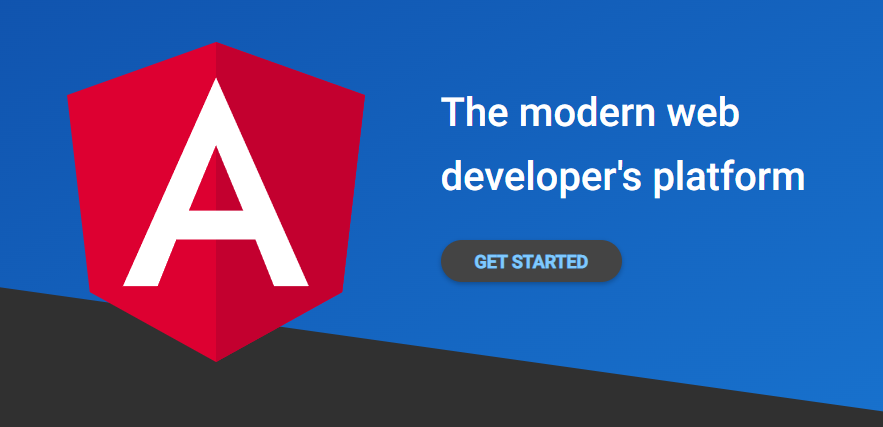 A
The modern web
developer's platform
GET STARTED